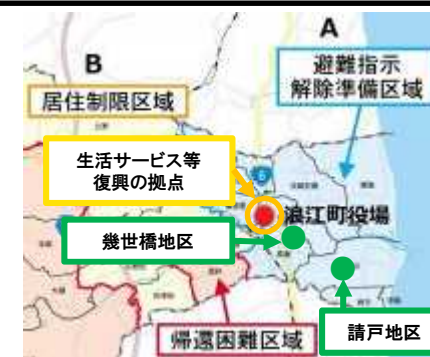 A
B
避難指示
解除準備区域
居住制限区域
生活サービス等
復興の拠点
6
浪江町役場
幾世橋地区
帰還困難区域
請戸地区